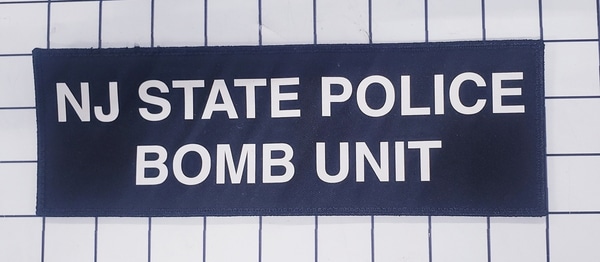 NJ STATE POLICE
BOMB UNIT